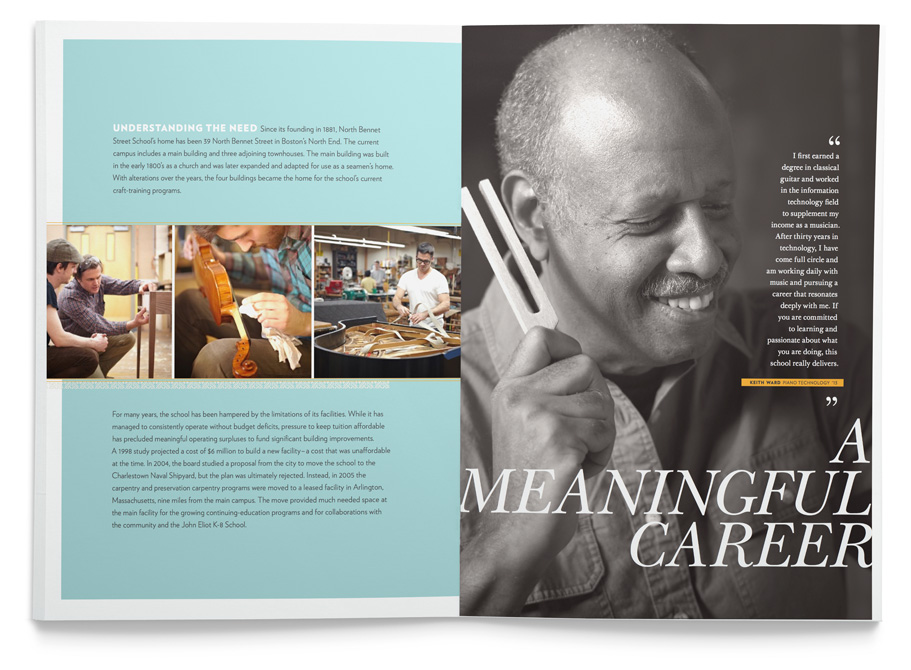 UNDERSTANDING THE NEED Since its founding in 1881, North Bennet
Street School's home has been 39 North Bennet Street in Boston's North End. The current
campus includes a main building and three adjoining townhouses. The main building was built
in the early 1800's as a church and was later expanded and adapted for use as a seamen's home.
With alterations over the years, the four buildings became the home for the school's current
craft-training programs.
For many years, the school has been hampered by the limitations of its facilities. While it has
managed to consistently operate without budget deficits, pressure to keep tuition affordable
has precluded meaningful operating surpluses to fund significant building improvements.
A 1998 study projected a cost of $6 million to build a new facility–a cost that was unaffordable
at the time. In 2004, the board studied a proposal from the city to move the school to the
Charlestown Naval Shipyard, but the plan was ultimately rejected. Instead, in 2005 the
carpentry and preservation carpentry programs were moved to a leased facility in Arlington,
Massachusetts, nine miles from the main campus. The move provided much needed space at
the main facility for the growing continuing-education programs and for collaborations with
the community and the John Eliot K-8 School.
“
I first earned a
degree in classical
guitar and worked
in the information
technology field
to supplement my
income as a musician.
After thirty years in
technology, I have
come full circle and
am working daily with
music and pursuing a
career that resonates
deeply with me. If
you are committed
to learning and
passionate about what
you are doing, this
school really delivers.
KEITH WARD PIANO TECHNOLOGY '13
”
A
MEANINGFUL
CAREER